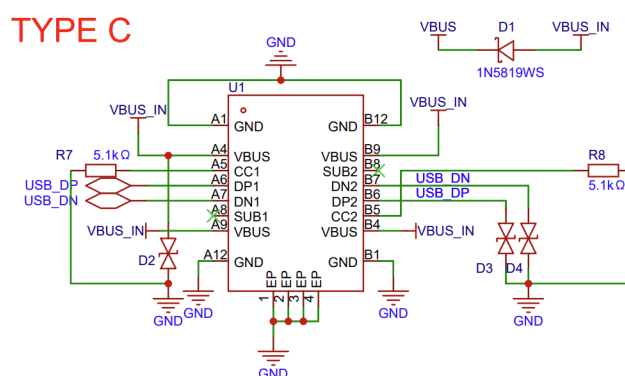 TYPE C
VBUS D1 VBUS_IN
1N5819WS
GND
U1
VBUS_IN VBUS_IN
A1 GND GND B12
R7 5.1kΩ A4 VBUS VBUS B9 R8
A5 CC1 SUB2 B8
USB_DP A6 DP1 DN2 B7 USB_DN 5.1kΩ
USB_DN A7 DN1 DP2 B6 USB_DP
A8 SUB1 CC2 B5
VBUS_IN A9 VBUS VBUS B4 VBUS_IN
D2 A12 GND GND B1 D3 D4
EP EP EP EP
1 2 3 4
GND GND GND GND
GND